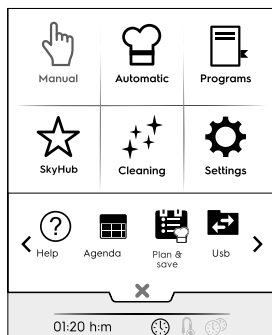 Manual Automatic Programs
SkyHub Cleaning Settings
Help Agenda Plan & save Usb
01:20 h:m